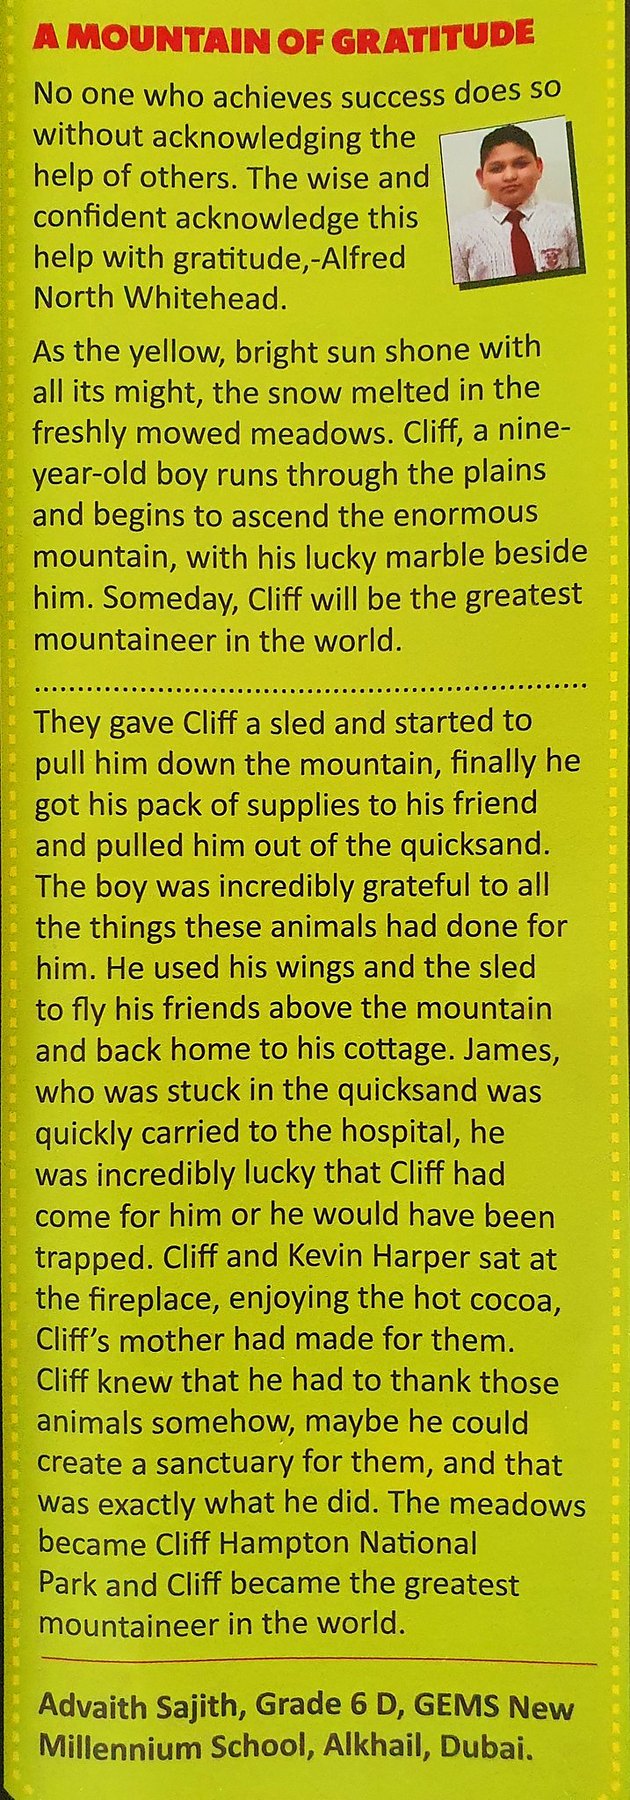 A MOUNTAIN OF GRATITUDE
No one who achieves success does so
without acknowledging the
help of others. The wise and
confident acknowledge this
help with gratitude,-Alfred
North Whitehead.
As the yellow, bright sun shone with
all its might, the snow melted in the
freshly mowed meadows. Cliff, a nine-
year-old boy runs through the plains
and begins to ascend the enormous
mountain, with his lucky marble beside
him. Someday, Cliff will be the greatest
mountaineer in the world.
................................................................
They gave Cliff a sled and started to
pull him down the mountain, finally he
got his pack of supplies to his friend
and pulled him out of the quicksand.
The boy was incredibly grateful to all
the things these animals had done for
him. He used his wings and the sled
to fly his friends above the mountain
and back home to his cottage. James,
who was stuck in the quicksand was
quickly carried to the hospital, he
was incredibly lucky that Cliff had
come for him or he would have been
trapped. Cliff and Kevin Harper sat at
the fireplace, enjoying the hot cocoa,
Cliff's mother had made for them.
Cliff knew that he had to thank those
animals somehow, maybe he could
create a sanctuary for them, and that
was exactly what he did. The meadows
became Cliff Hampton National
Park and Cliff became the greatest
mountaineer in the world.
Advaith Sajith, Grade 6 D, GEMS New
Millennium School, Alkhail, Dubai.